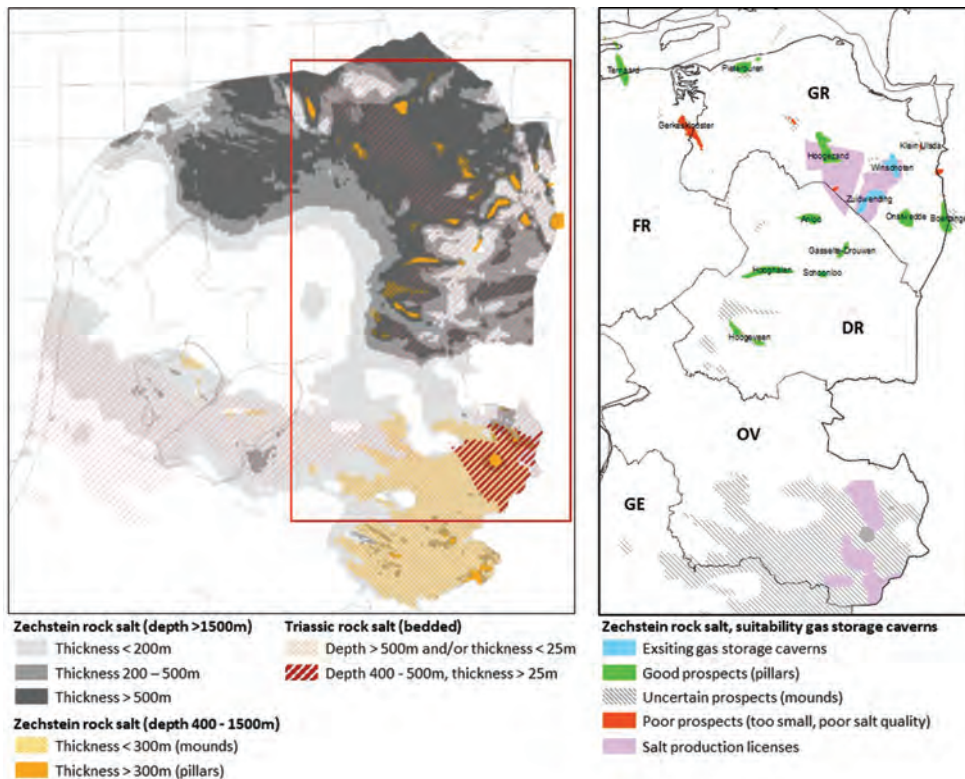 Ternaard
Pieterburen
GR
Gerkesklooster
Klein Ulsda
Hoogezand
Winschoten
Zuidwending
Onstwedde
Boertange
Anloo
FR
Gasselte-Drouwen
Hooghalen
Schoonloo
DR
Hoogeveen
OV
GE
Zechstein rock salt (depth >1500m)
Thickness < 200m
Thickness 200 – 500m
Thickness > 500m
Zechstein rock salt (depth 400 - 1500m)
Thickness < 300m (mounds)
Thickness > 300m (pillars)
Triassic rock salt (bedded)
Depth > 500m and/or thickness < 25m
Depth 400 - 500m, thickness > 25m
Zechstein rock salt, suitability gas storage caverns
Exsiting gas storage caverns
Good prospects (pillars)
Uncertain prospects (mounds)
Poor prospects (too small, poor salt quality)
Salt production licenses